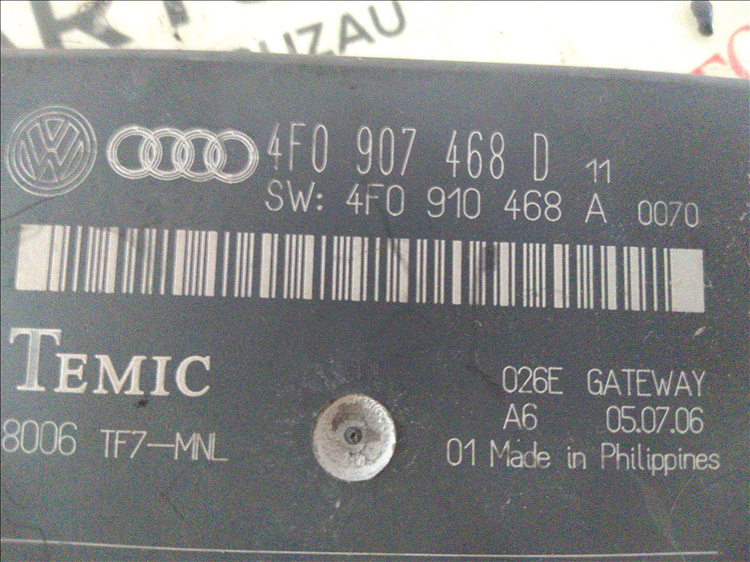 UZAU
4F0 907 468 D 11
SW: 4F0 910 468 A 0070
TEMIC
026E GATEWAY
A6 05.07.06
8006 TF7-MNL
01 Made in Philippines